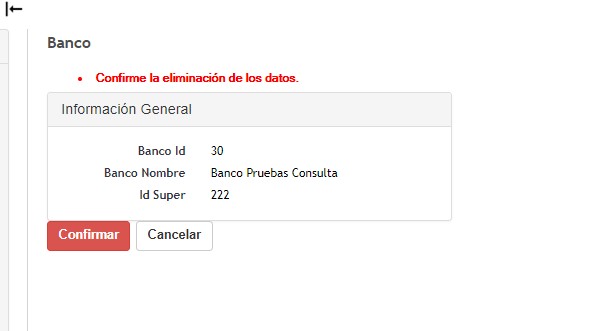 Banco
Confirme la eliminación de los datos.
Información General
Banco Id 30
Banco Nombre Banco Pruebas Consulta
Id Super 222
Confirmar Cancelar